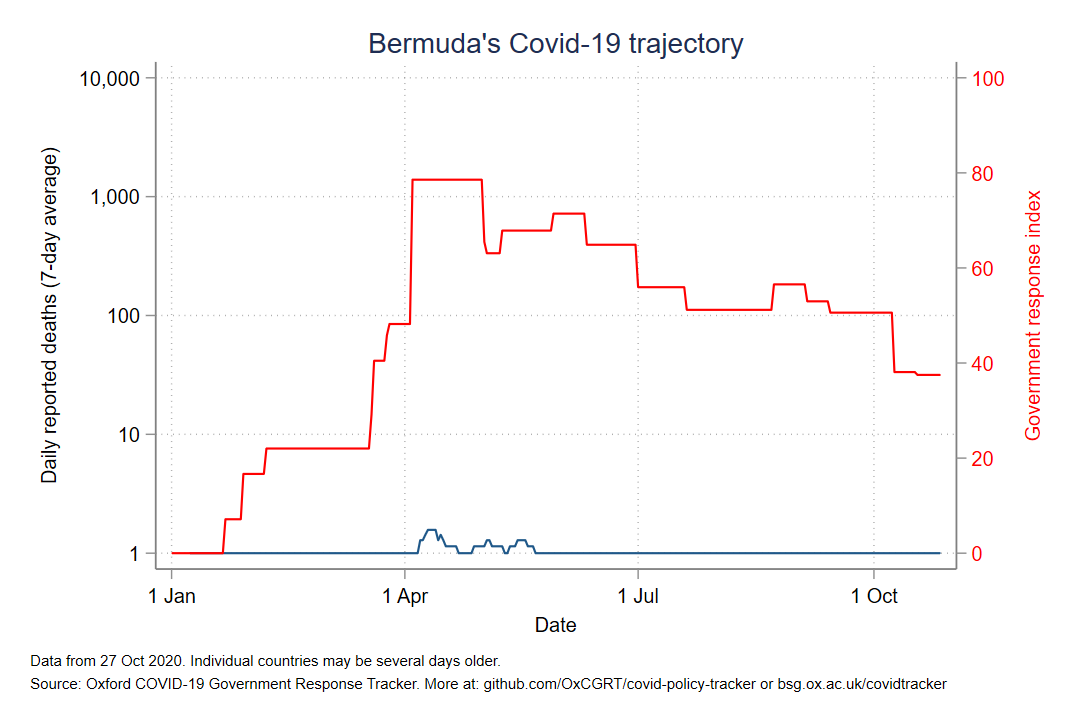 Bermuda's Covid-19 trajectory
10,000
1,000
100
10
1
Daily reported deaths (7-day average)
100
80
60
40
20
0
Government response index
1 Jan
1 Apr
1 Jul
1 Oct
Date
Data from 27 Oct 2020. Individual countries may be several days older.
Source: Oxford COVID-19 Government Response Tracker. More at: github.com/OxCGRT/covid-policy-tracker or bsg.ox.ac.uk/covidtracker